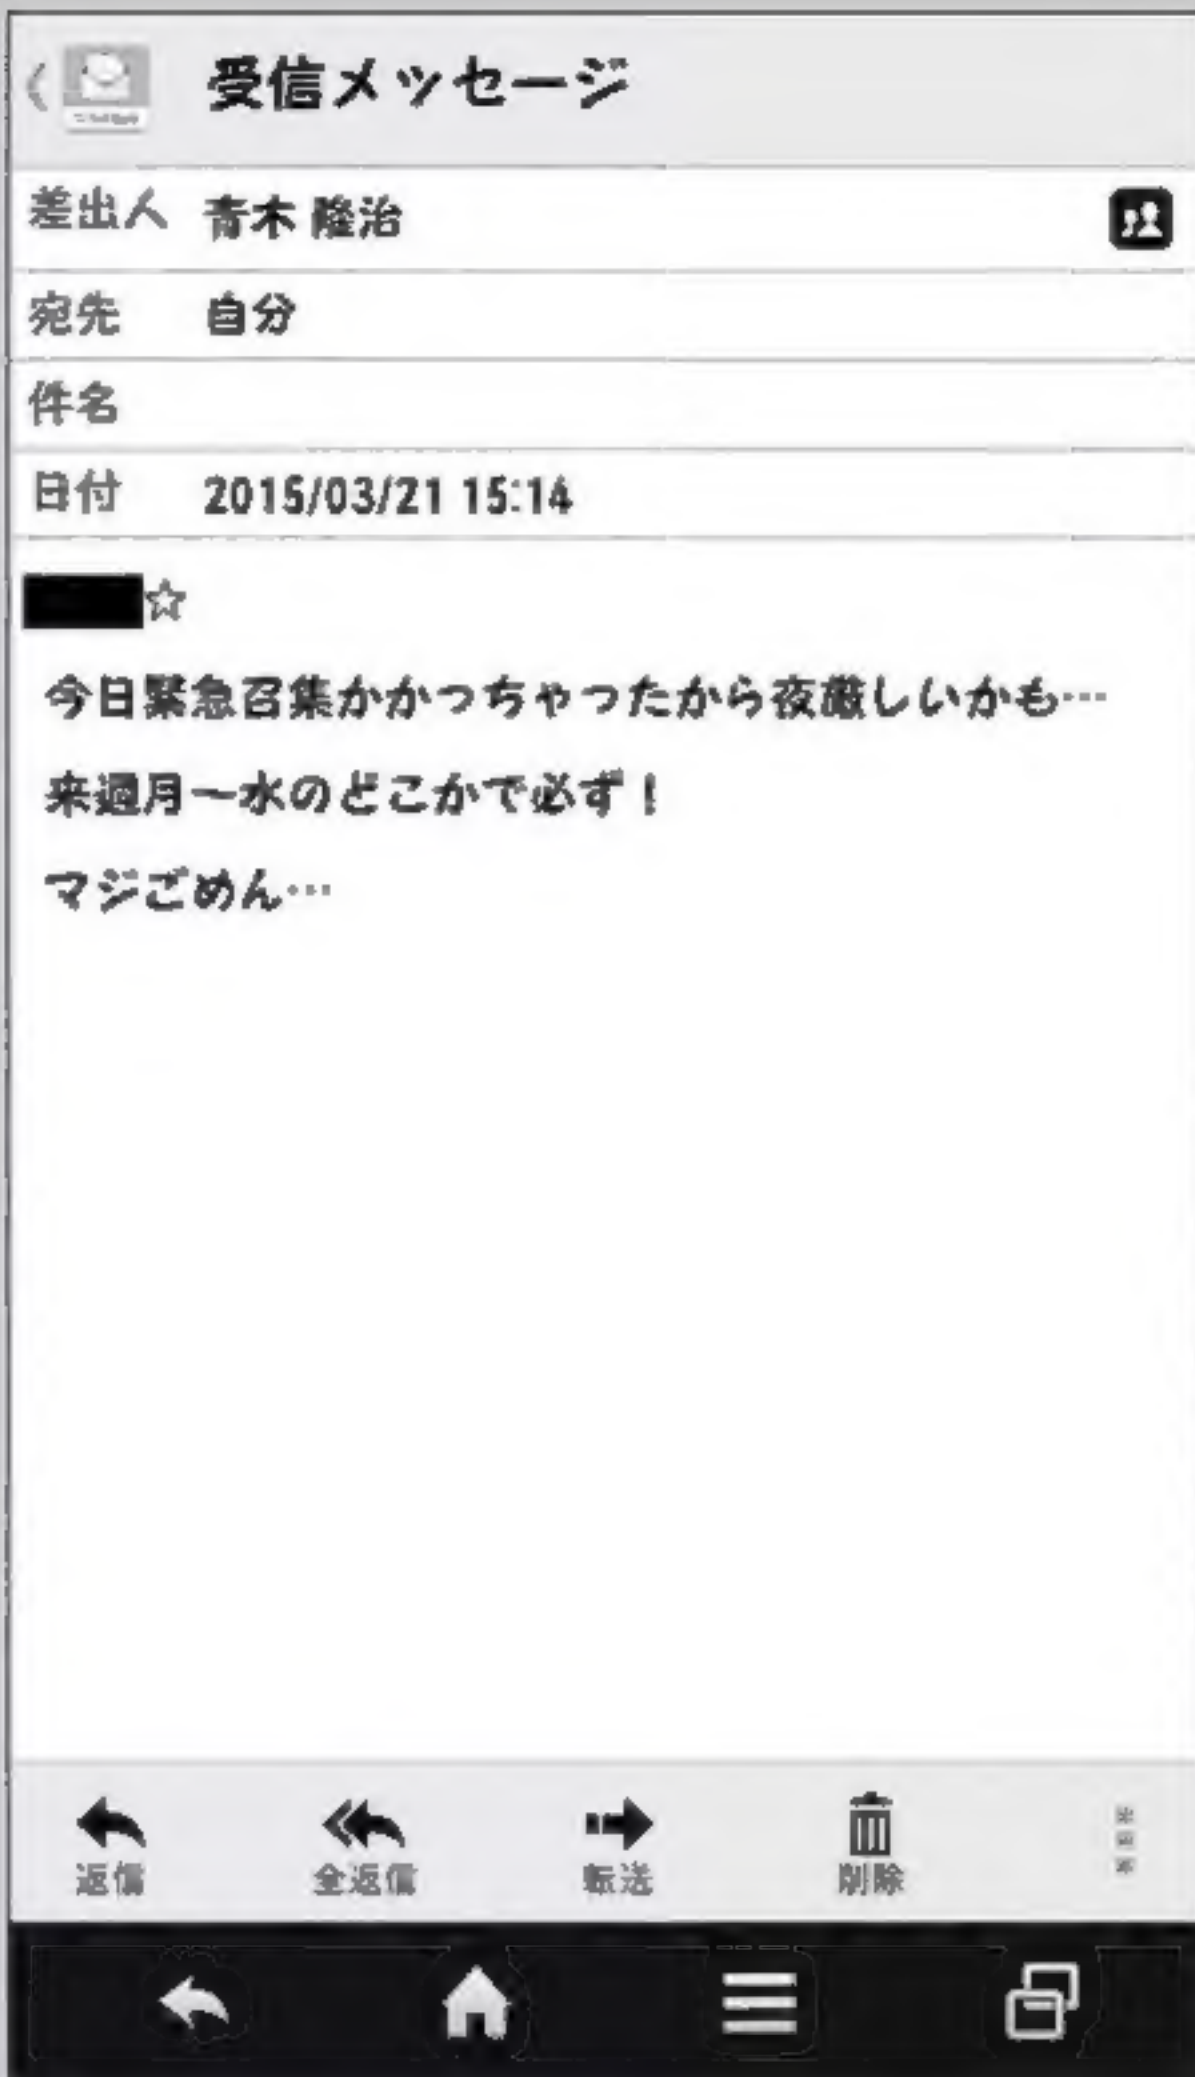 受信メッセージ
差出人 青木 隆治
宛先 自分
件名
日付 2015/03/21 15:14
☆
今日緊急召集かかっちゃったから夜厳しいかも…
来週月〜水のどこかで必ず!
マジごめん…
返信 全返信 転送 削除